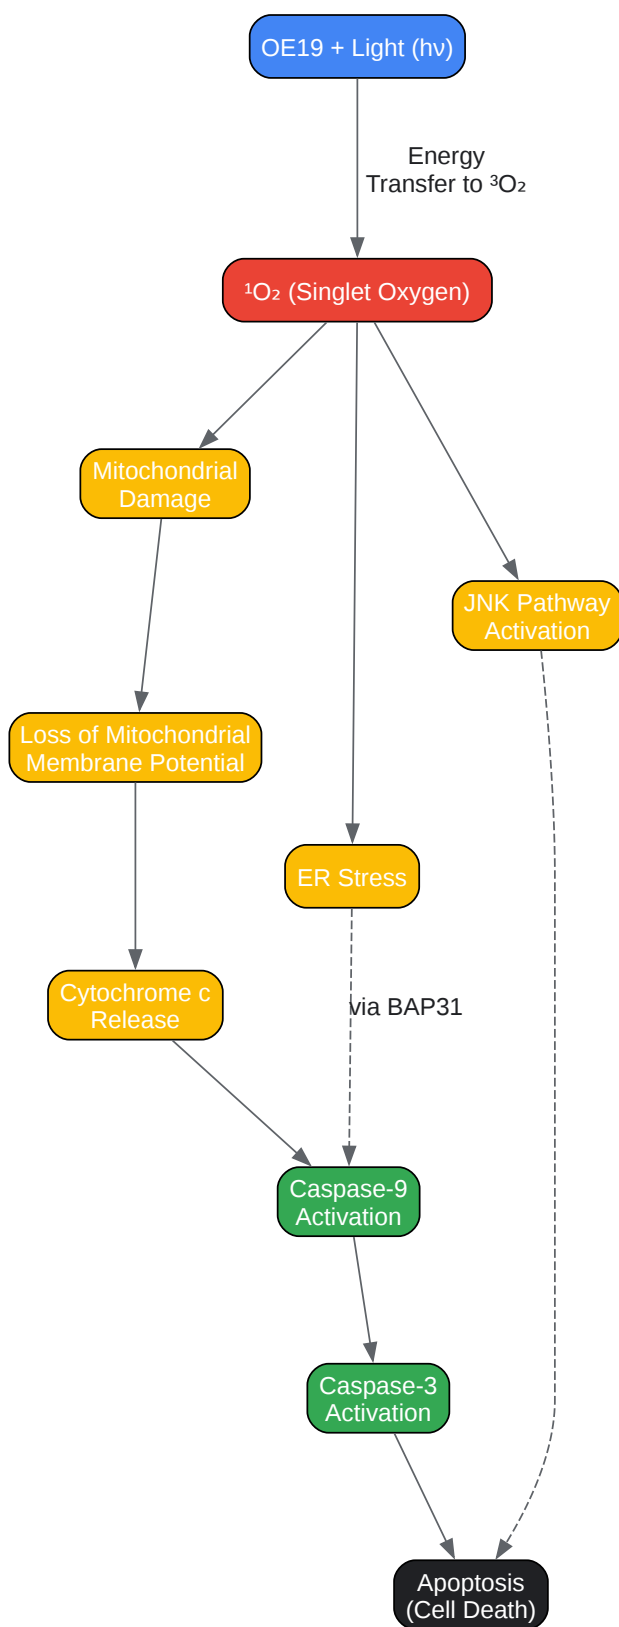 OE19 + Light (hν)
Energy
Transfer to ³O₂
¹O₂ (Singlet Oxygen)
Mitochondrial
Damage
JNK Pathway
Activation
Loss of Mitochondrial
Membrane Potential
ER Stress
Cytochrome c
Release
via BAP31
Caspase-9
Activation
Caspase-3
Activation
Apoptosis
(Cell Death)